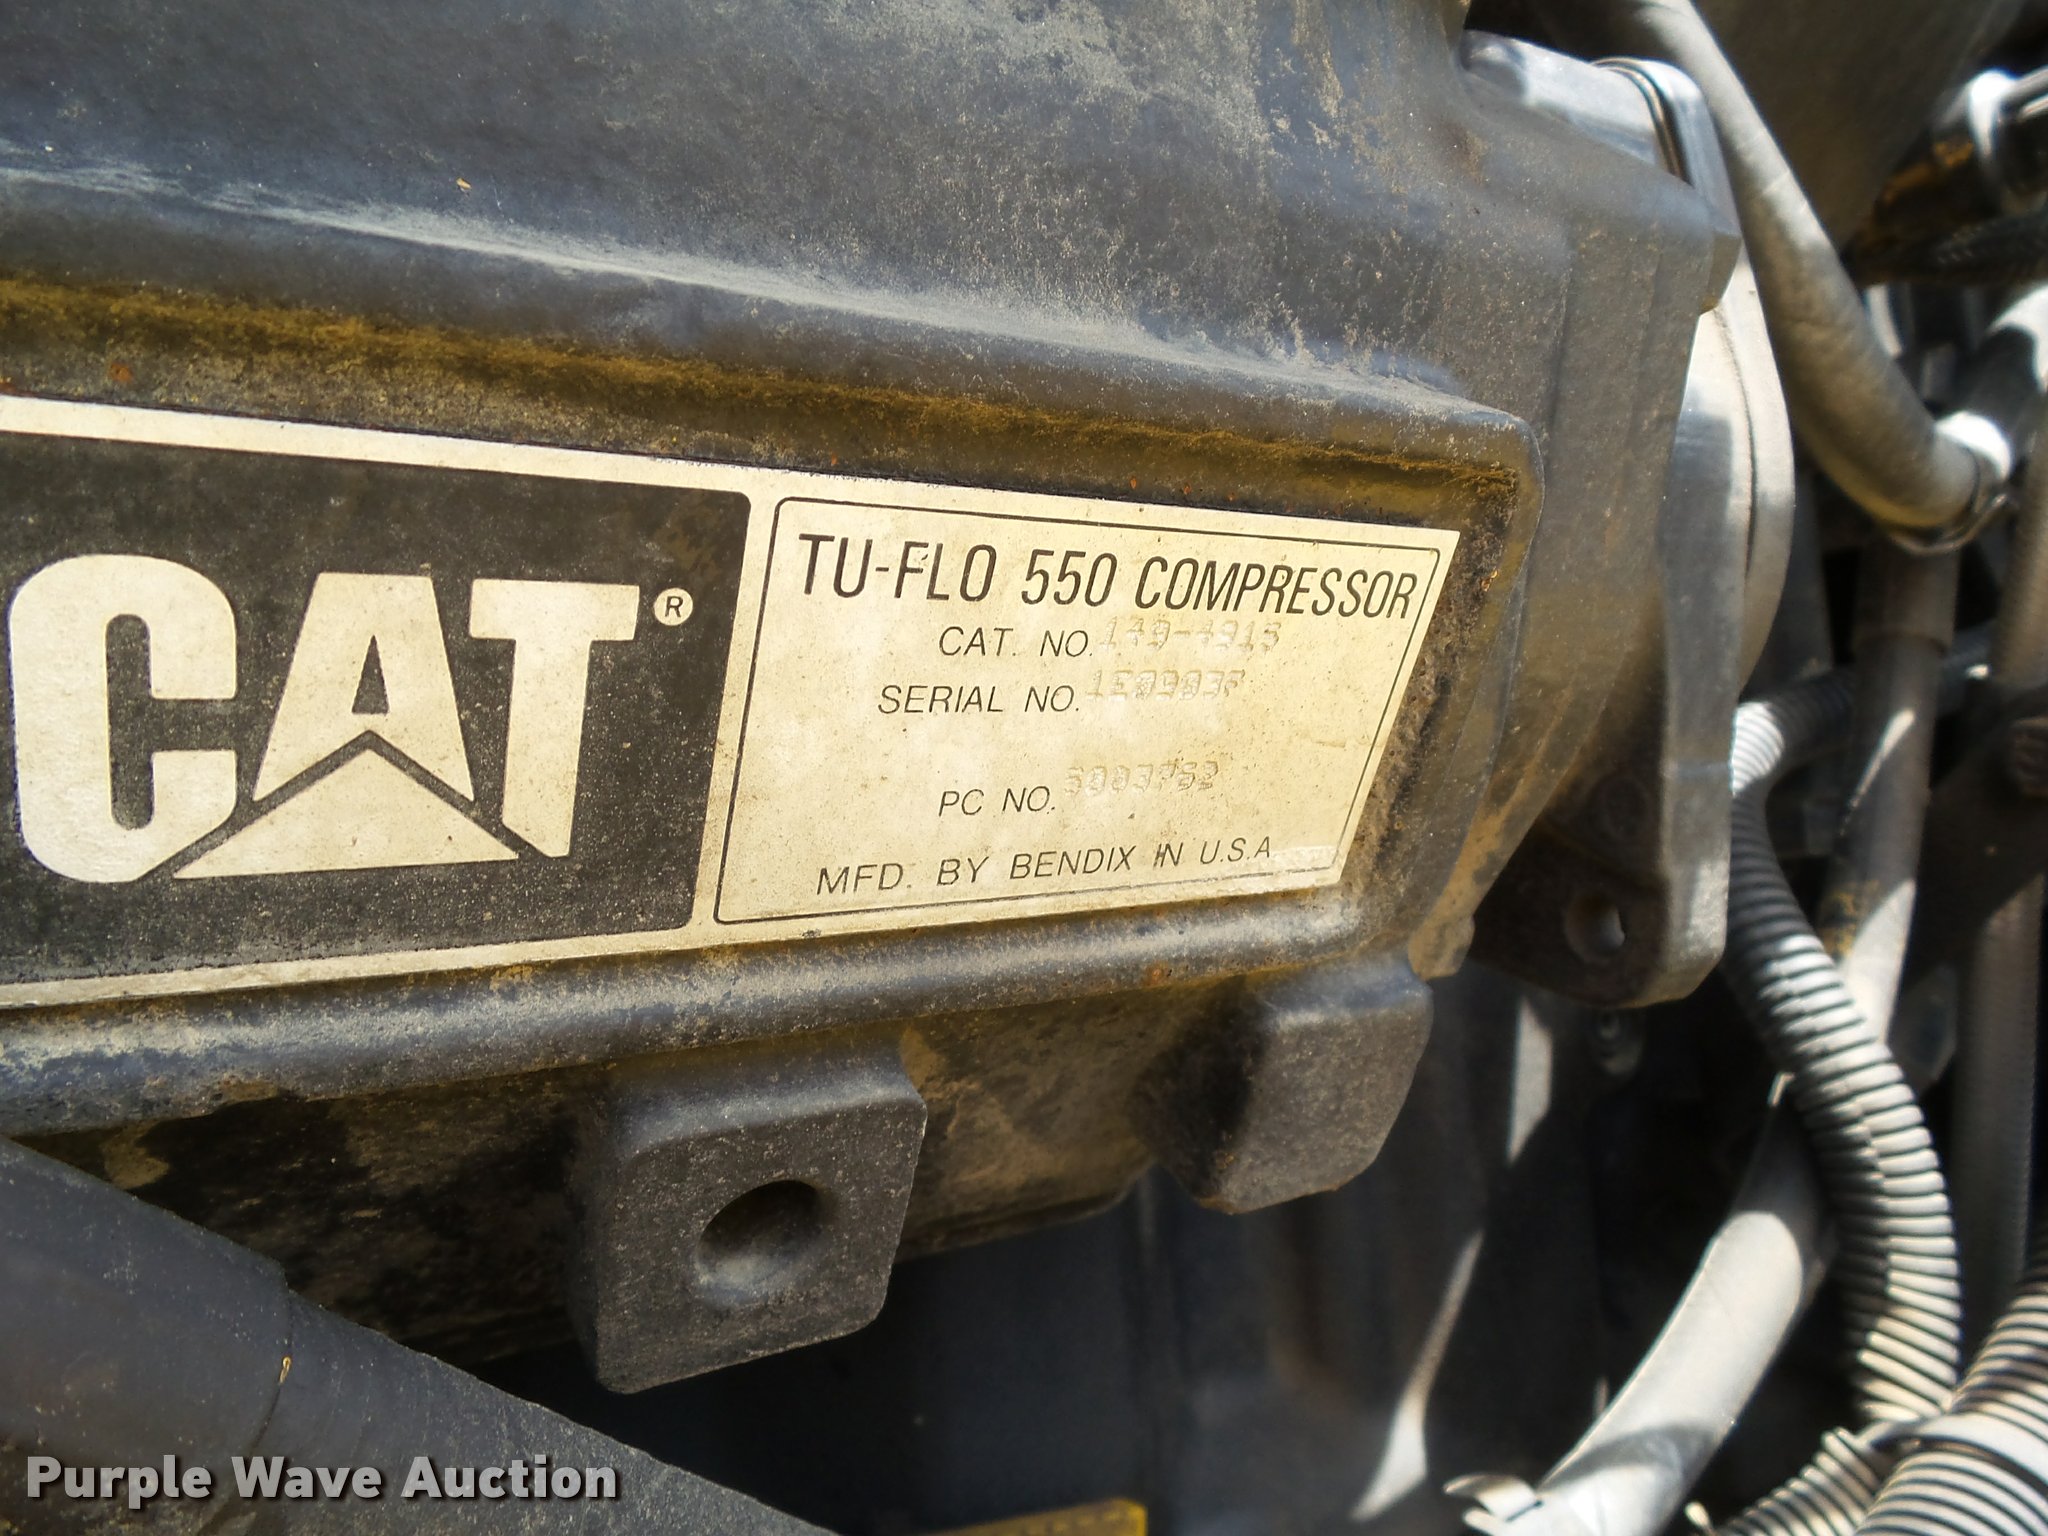 CAT®
TU-FLO 550 COMPRESSOR
CAT. NO.
SERIAL NO.
PC NO.
MFD. BY BENDIX IN U.S.A
Purple Wave Auction